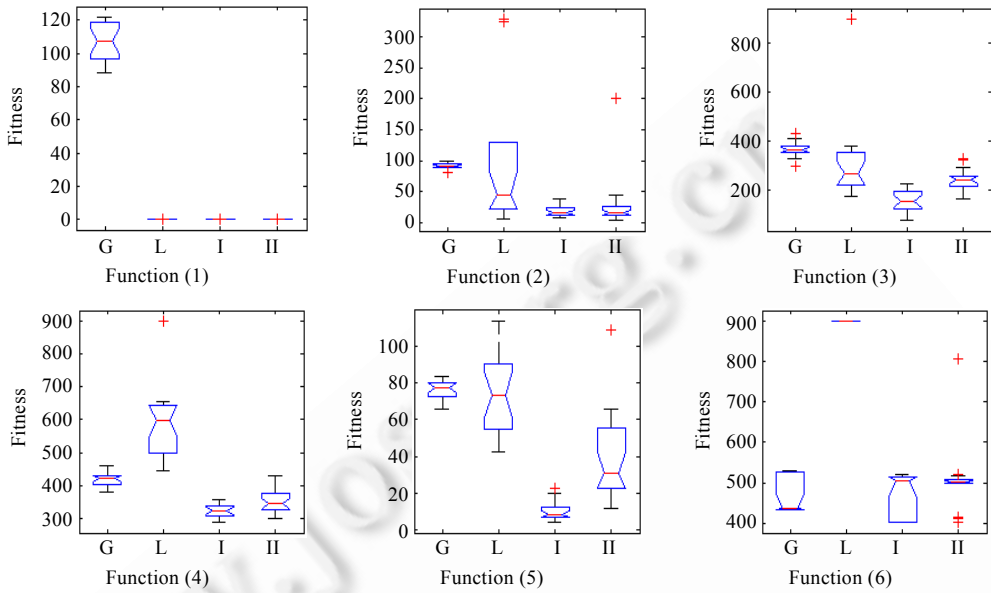 120
100
80
60
40
20
0
Fitness
G L I II
Function (1)
300
250
200
150
100
50
0
Fitness
G L I II
Function (2)
800
600
400
200
Fitness
G L I II
Function (3)
900
800
700
600
500
400
300
Fitness
G L I II
Function (4)
100
80
60
40
20
0
Fitness
G L I II
Function (5)
900
800
700
600
500
400
Fitness
G L I II
Function (6)